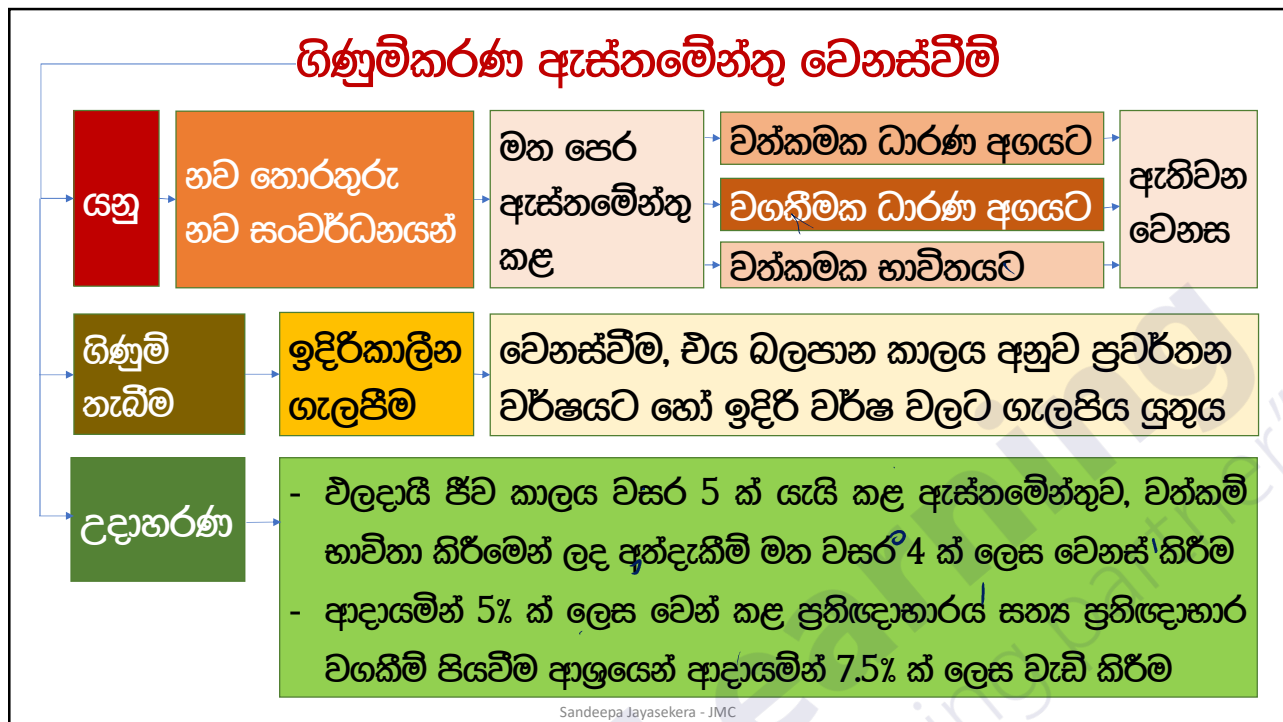 ගිණුම්කරණ ඇස්තමේන්තු වෙනස්වීම්
යනු
නව තොරතුරු
නව සංවර්ධනයන්
මත පෙර
ඇස්තමේන්තු
කළ
වත්කමක ධාරණ අගයට
වගකීමක ධාරණ අගයට
වත්කමක භාවිතයට
ඇතිවන
වෙනස
ගිණුම්
තැබීම
ඉදිරිකාලීන
ගැලපීම
වෙනස්වීම, එය බලපාන කාලය අනුව ප්‍රවර්තන
වර්ෂයට හෝ ඉදිරි වර්ෂ වලට ගැලපිය යුතුය
උදාහරණ
- ඵලදායී ජීව කාලය වසර 5 ක් යැයි කළ ඇස්තමේන්තුව, වත්කම්
භාවිතා කිරීමෙන් ලද අත්දැකීම් මත වසර 4 ක් ලෙස වෙනස් කිරීම
- ආදායමින් 5% ක් ලෙස වෙන් කළ ප්‍රතිඥාභාරය සත්‍ය ප්‍රතිඥාභාර
වගකීම් පියවීම ආශ්‍රයෙන් ආදායමින් 7.5% ක් ලෙස වැඩි කිරීම
Sandeepa Jayasekera - JMC